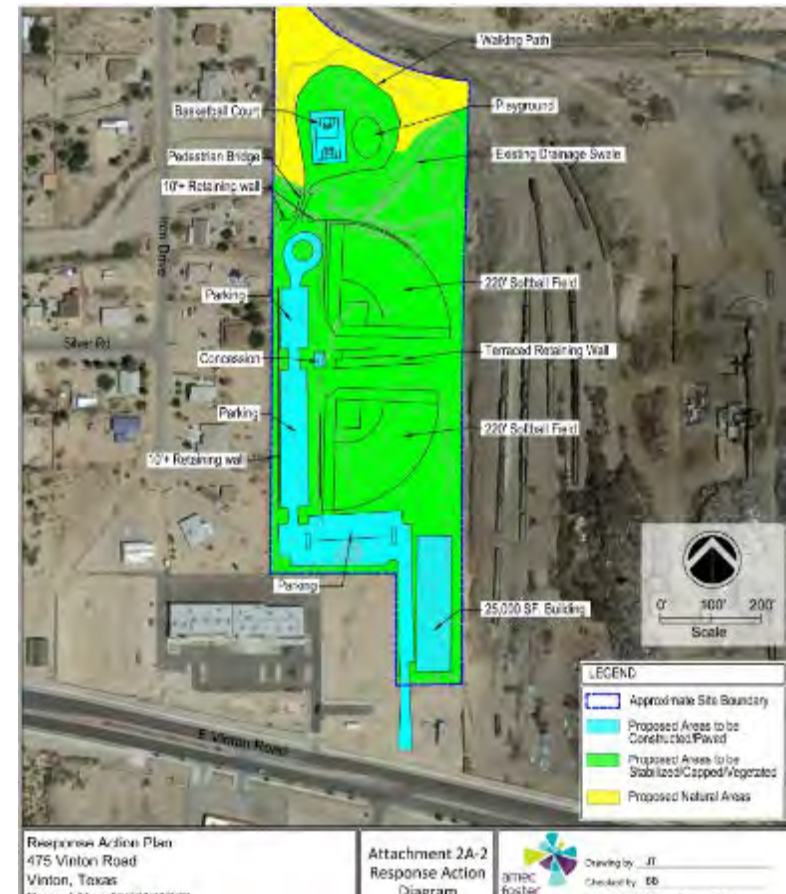 Walking Path
Basketball Court
Playground
Pedestrian Bridge
Existing Drainage Swale
10'+ Retaining wall
Iron Drive
220' Softball Field
Parking
Silver Rd
Terraced Retaining Wall
Concession
Parking
220' Softball Field
10'+ Retaining wall
Parking
25,000 SF. Building
0' 100' 200'
Scale
E Vinton Road
LEGEND
Approximate Site Boundary
Proposed Areas to be
Constructed/Paved
Proposed Areas to be
Stabilized/Capped/Vegetated
Proposed Natural Areas
Response Action Plan
475 Vinton Road
Vinton, Texas
Attachment 2A-2
Response Action
Diagram
amec
foster
Drawing by JT
Checked by BB